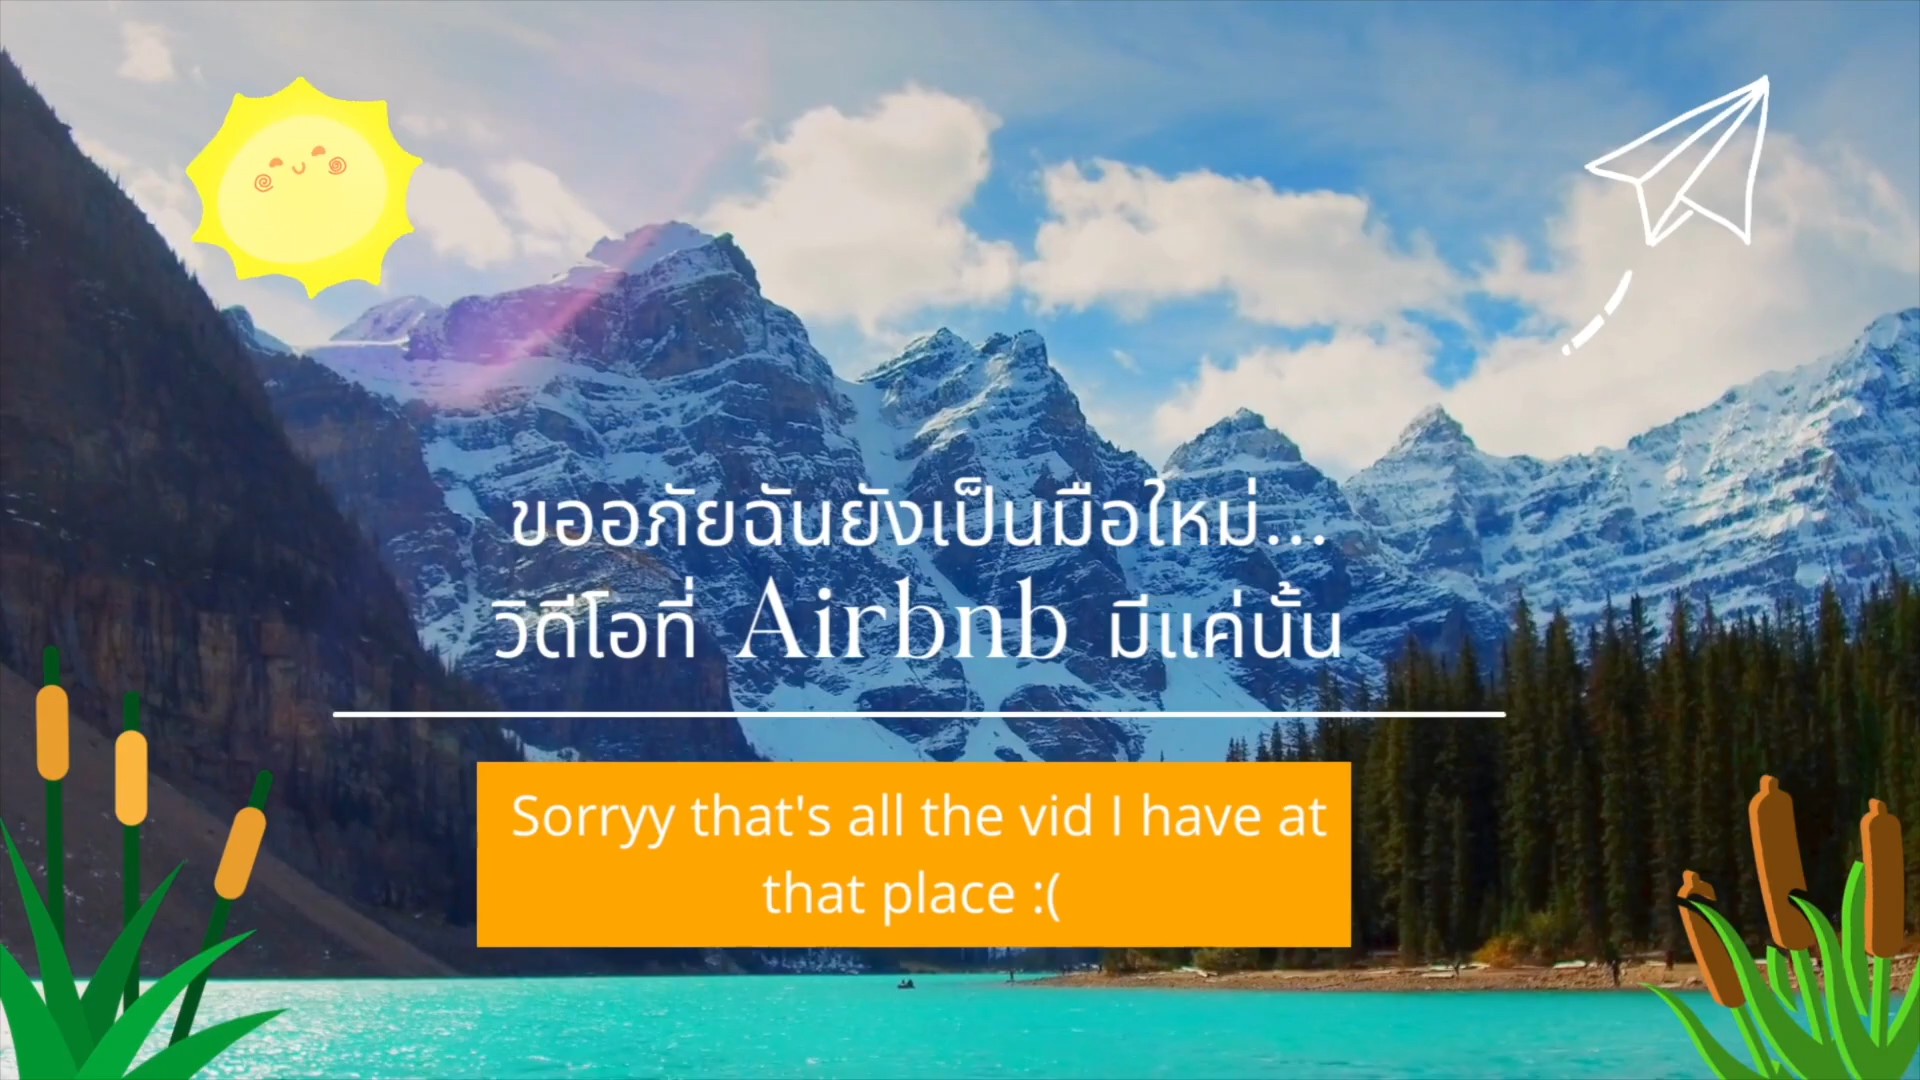 ขออภัยฉันยังเป็นมือใหม่...
วิดีโอที่ Airbnb มีแค่นั้น
Sorryy that's all the vid I have at
that place :(